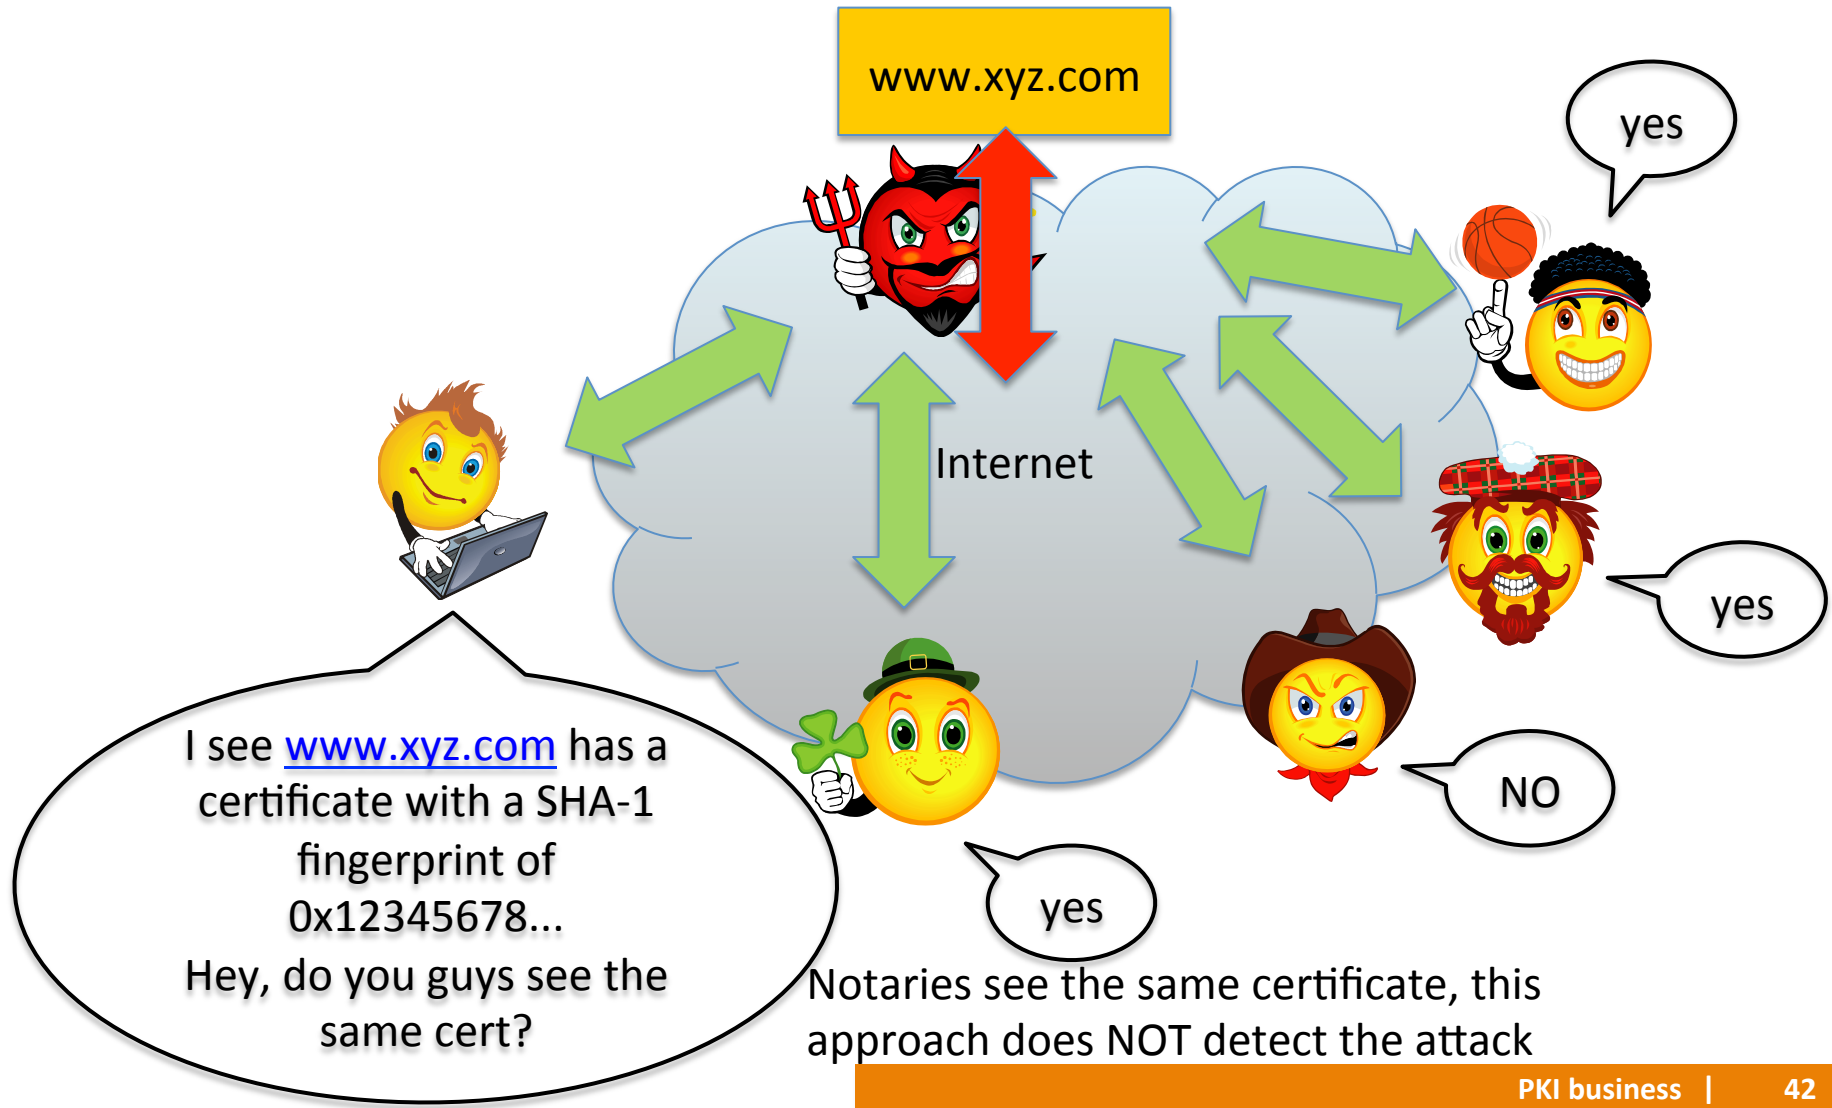 www.xyz.com
yes
Internet
yes
NO
I see www.xyz.com has a
certificate with a SHA-1
fingerprint of
0x12345678...
Hey, do you guys see the
same cert?
yes
Notaries see the same certificate, this
approach does NOT detect the attack
PKI business | 42